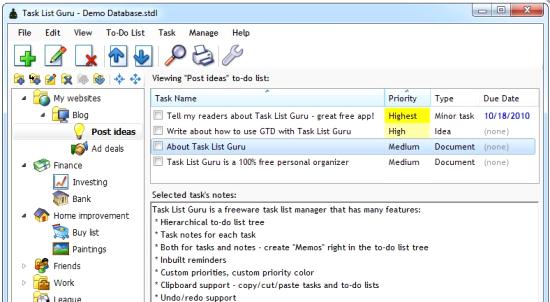 Task List Guru - Demo Database.stdl
File Edit View To-Do List Task Manage Help
Viewing "Post ideas" to-do list:
My websites
Blog
Post ideas
Ad deals
Finance
Investing
Bank
Home improvement
Buy list
Paintings
Friends
Work
League
Task Name Priority Type Due Date
Tell my readers about Task List Guru - great free app! Highest Minor task 10/18/2010
Write about how to use GTD with Task List Guru High Idea (none)
About Task List Guru Medium Document (none)
Task List Guru is a 100% free personal organizer Medium Document (none)
Selected task's notes:
Task List Guru is a freeware task list manager that has many features:
* Hierarchical to-do list tree
* Task notes for each task
* Both for tasks and notes - create "Memos" right in the to-do list tree
* Inbuilt reminders
* Custom priorities, custom priority color
* Clipboard support - copy/cut/paste tasks and to-do lists
* Undo/redo support